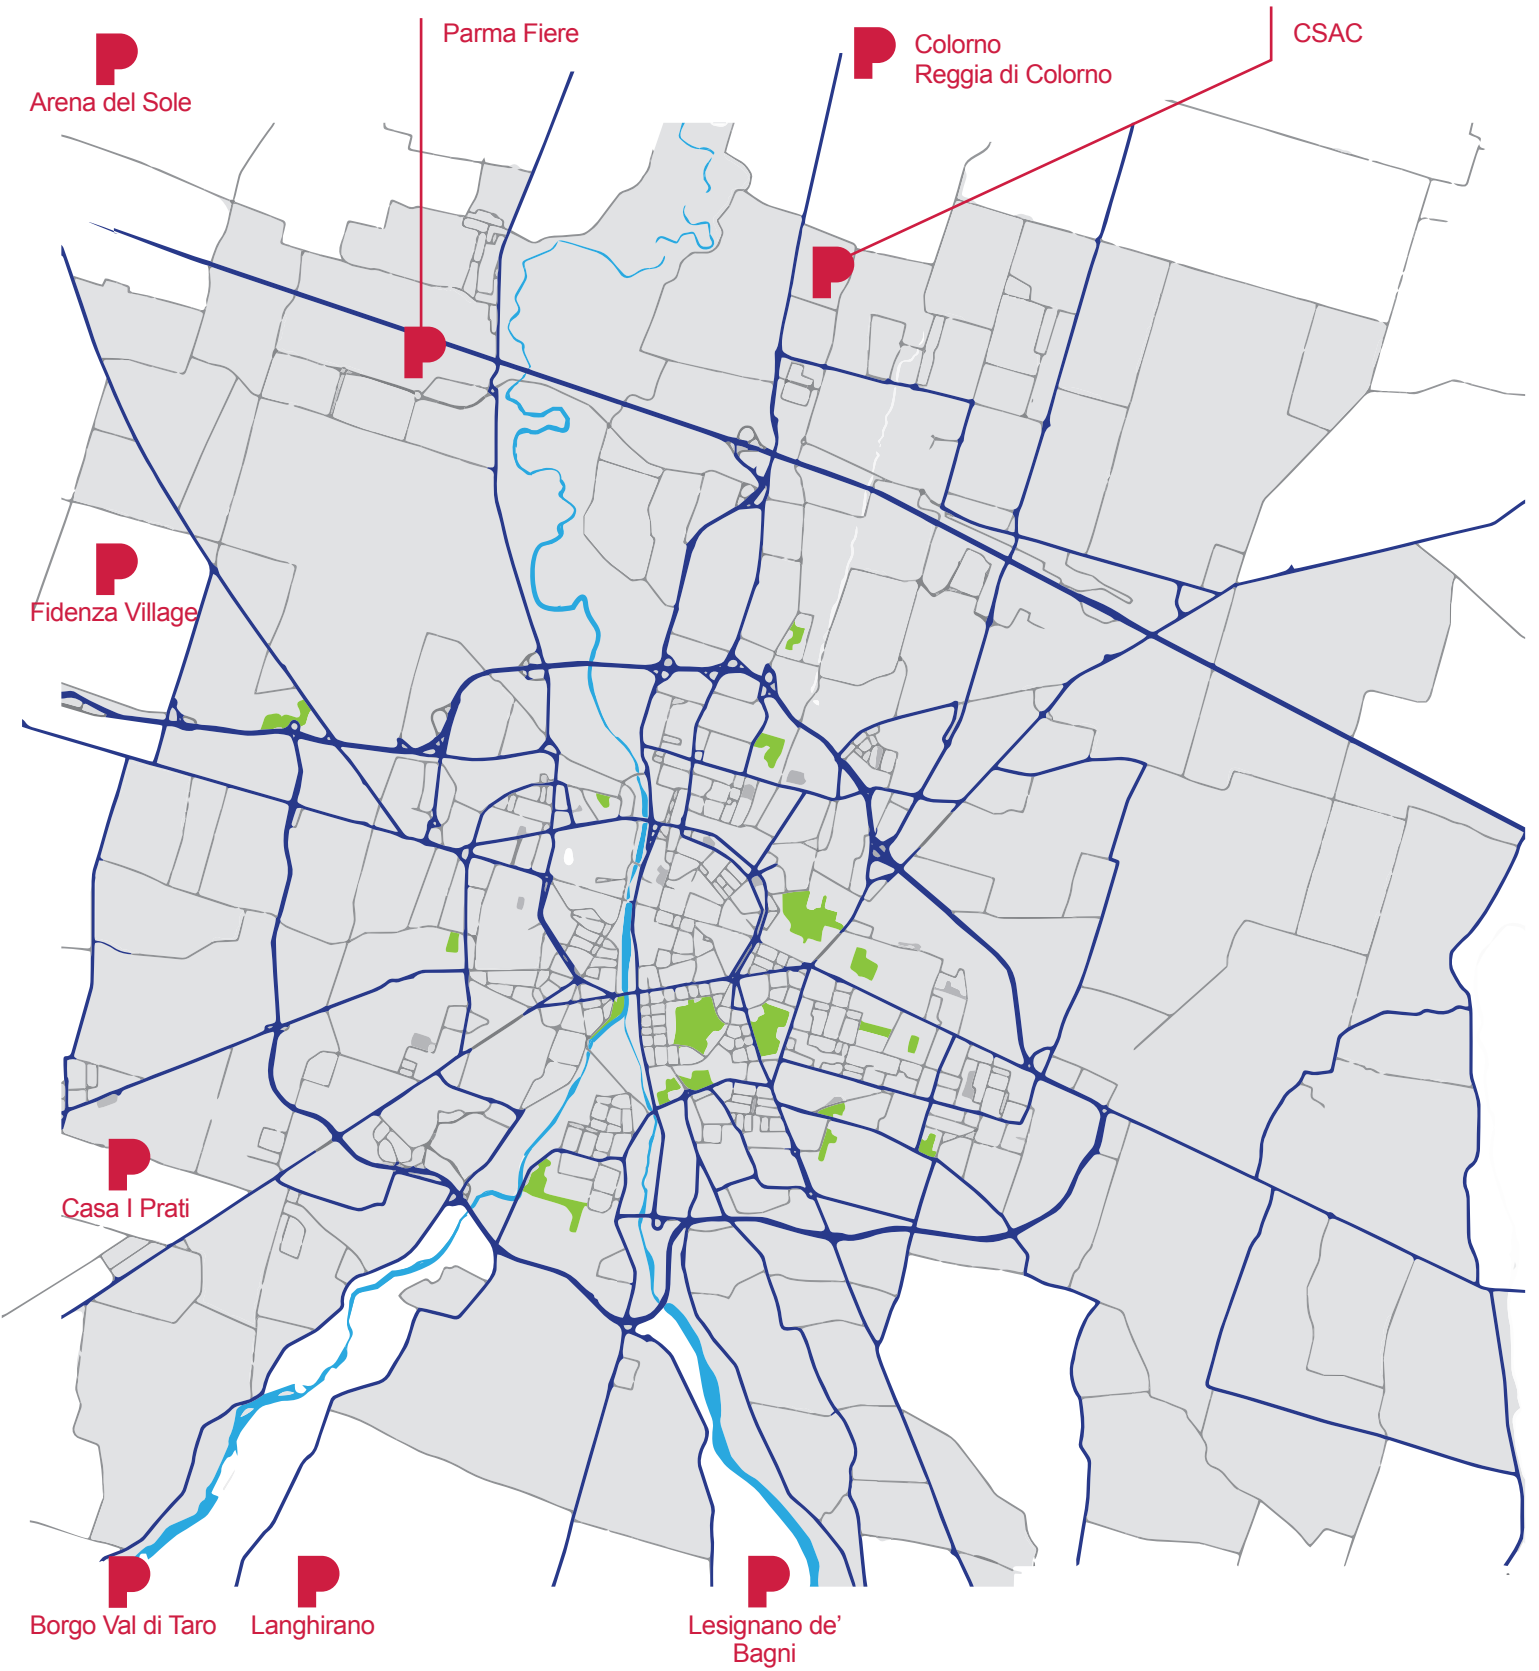 Parma Fiere
CSAC
Colorno
Reggia di Colorno
Arena del Sole
Fidenza Village
Casa I Prati
Borgo Val di Taro
Langhirano
Lesignano de’
Bagni